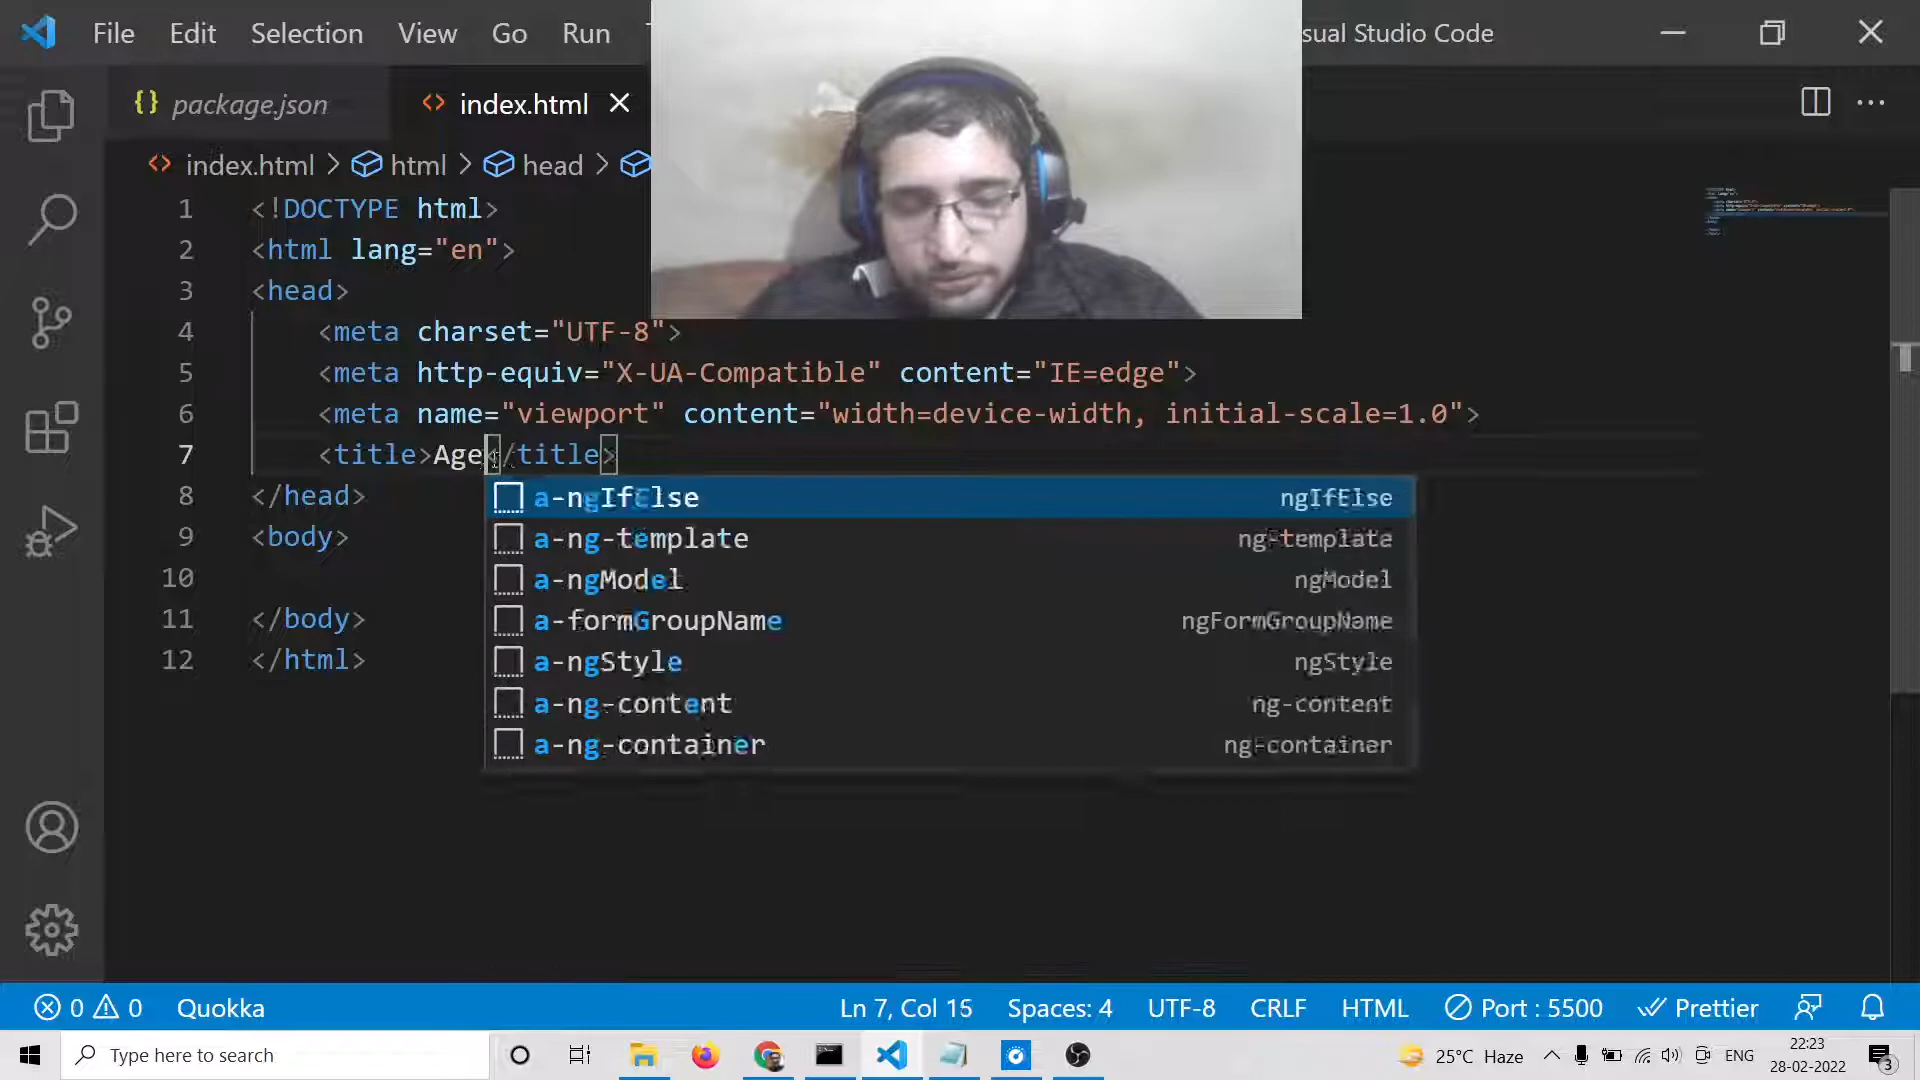 File Edit Selection View Go Run
sual Studio Code
{} package.json
<> index.html
<> index.html > html > head >
1 <!DOCTYPE html>
2 <html lang="en">
3 <head>
4 <meta charset="UTF-8">
5 <meta http-equiv="X-UA-Compatible" content="IE=edge">
6 <meta name="viewport" content="width=device-width, initial-scale=1.0">
7 <title>Age</title>
8 </head>
9 <body>
10
11 </body>
12 </html>
a-ngIfElse ngIfElse
a-ng-template
a-ngModel ngModel
a-formGroupName ngFormGroupName
a-ngStyle ngStyle
a-ng-content ng-content
a-ng-container ng-container
0 0 Quokka Ln 7, Col 15 Spaces: 4 UTF-8 CRLF HTML Port : 5500 Prettier
Type here to search
25°C Haze ENG
22:23
28-02-2022
3